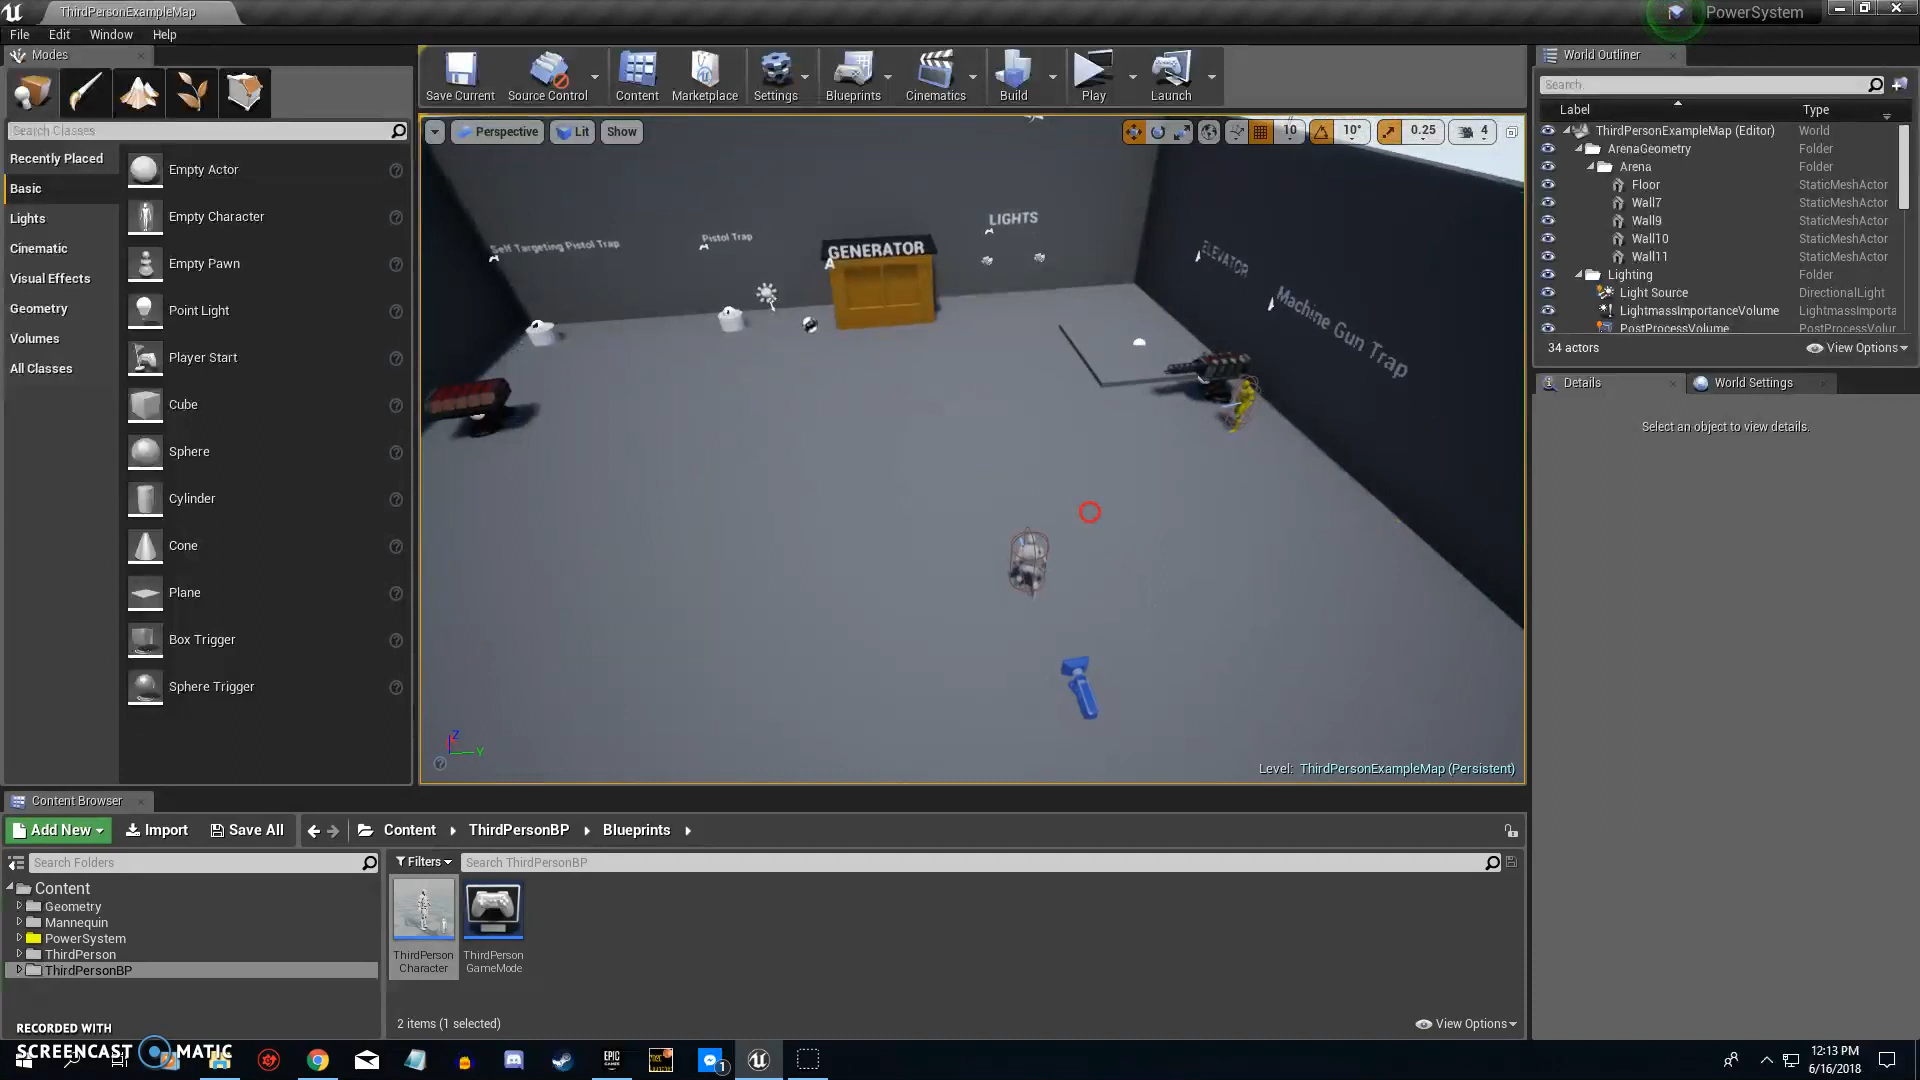 ThirdPersonExampleMap
PowerSystem
File Edit Window Help
Modes
Search Classes
Recently Placed
Basic
Lights
Cinematic
Visual Effects
Geometry
Volumes
All Classes
Empty Actor
Empty Character
Empty Pawn
Point Light
Player Start
Cube
Sphere
Cylinder
Cone
Plane
Box Trigger
Sphere Trigger
Save Current
Source Control
Content
Marketplace
Settings
Blueprints
Cinematics
Build
Play
Launch
Perspective
Lit
Show
10
10°
0.25
4
Self Targeting Pistol Trap
Pistol Trap
GENERATOR
LIGHTS
ELEVATOR
Machine Gun Trap
Z
Y
Level: ThirdPersonExampleMap (Persistent)
World Outliner
Search
Label Type
ThirdPersonExampleMap (Editor) World
ArenaGeometry Folder
Arena Folder
Floor StaticMeshActor
Wall7 StaticMeshActor
Wall9 StaticMeshActor
Wall10 StaticMeshActor
Wall11 StaticMeshActor
Lighting Folder
Light Source DirectionalLight
LightmassImportanceVolume LightmassImporta
PostProcessVolume PostProcessVolur
34 actors
View Options
Details
World Settings
Select an object to view details.
Content Browser
Add New
Import
Save All
Content
ThirdPersonBP
Blueprints
Search Folders
Filters
Search ThirdPersonBP
Content
Geometry
Mannequin
PowerSystem
ThirdPerson
ThirdPersonBP
ThirdPerson
Character
ThirdPerson
GameMode
2 items (1 selected)
View Options
RECORDED WITH
SCREENCAST MATIC
EPIC
GAMES
1
12:13 PM
6/16/2018